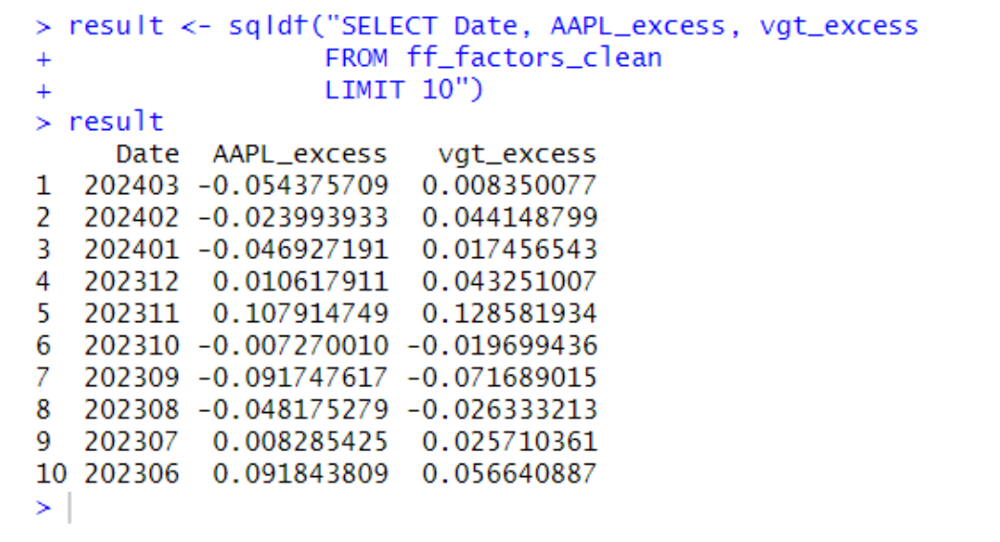 > result <- sqldf("SELECT Date, AAPL_excess, vgt_excess
+                 FROM ff_factors_clean
+                 LIMIT 10")
> result
     Date  AAPL_excess   vgt_excess
1  202403 -0.054375709  0.008350077
2  202402 -0.023993933  0.044148799
3  202401 -0.046927191  0.017456543
4  202312  0.010617911  0.043251007
5  202311  0.107914749  0.128581934
6  202310 -0.007270010 -0.019699436
7  202309 -0.091747617 -0.071689015
8  202308 -0.048175279 -0.026333213
9  202307  0.008285425  0.025710361
10 202306  0.091843809  0.056640887
>